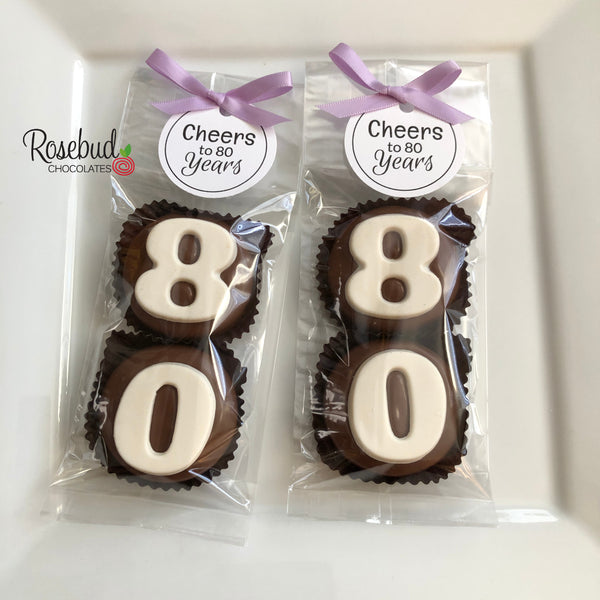 Rosebud
CHOCOLATES
Cheers
to 80
Years
Cheers
to 80
Years
8
0
8
0